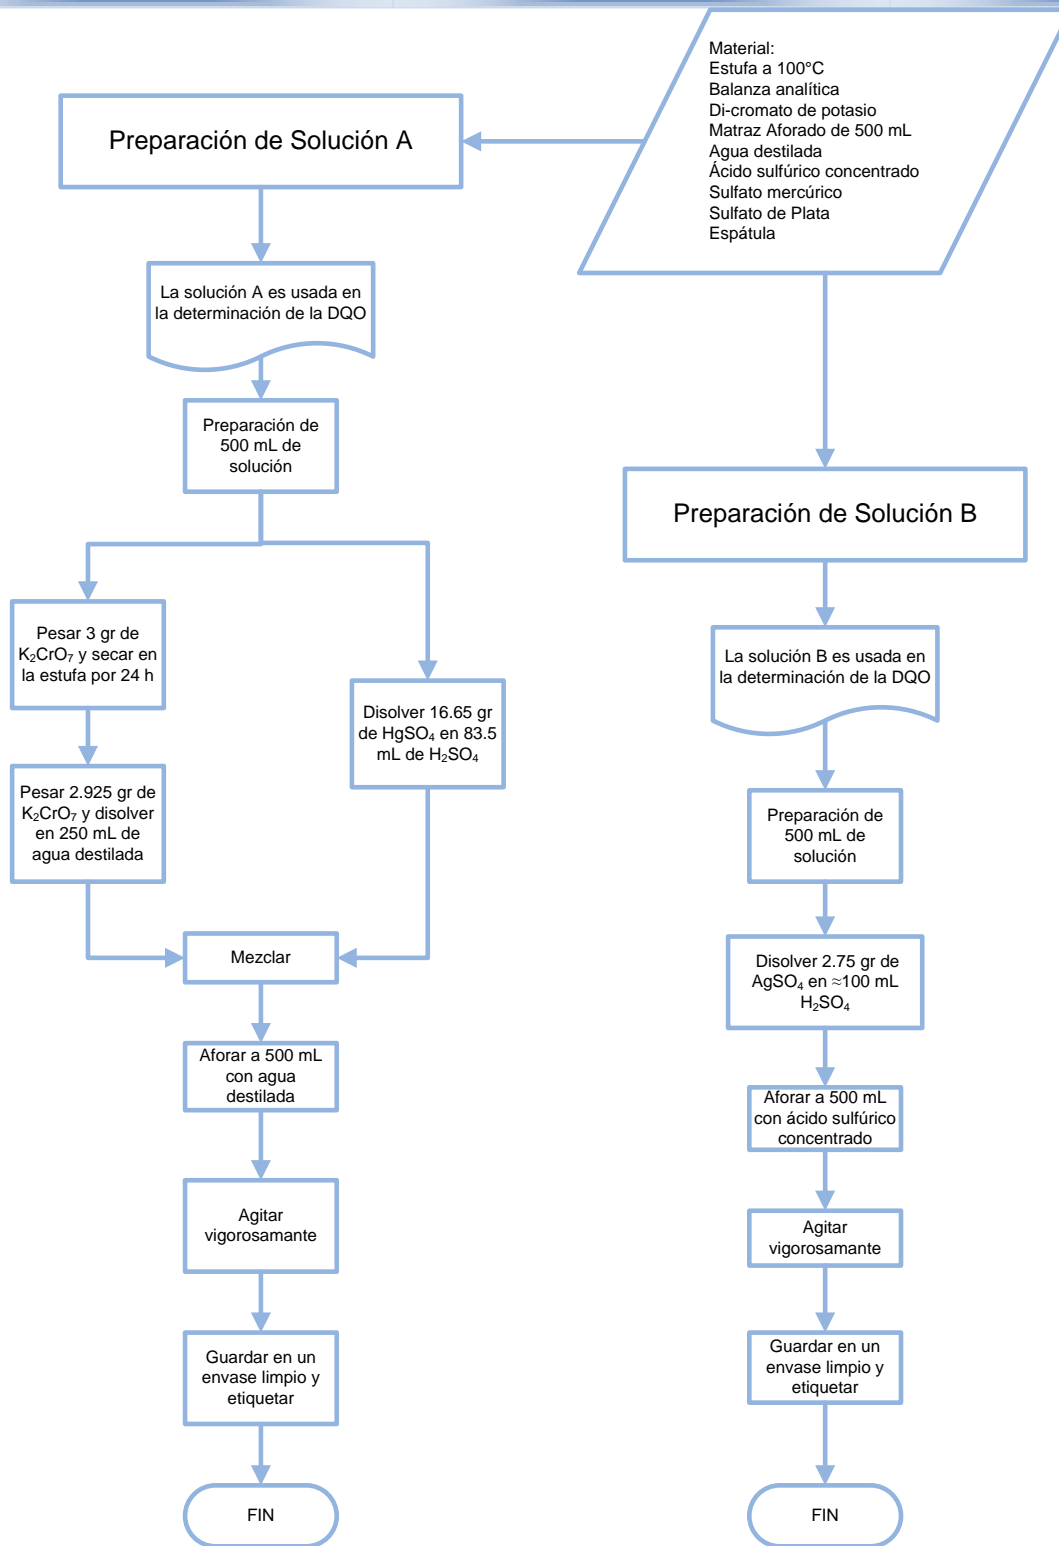 Material:
Estufa a 100°C
Balanza analítica
Di-cromato de potasio
Matraz Aforado de 500 mL
Agua destilada
Ácido sulfúrico concentrado
Sulfato mercúrico
Sulfato de Plata
Espátula
Preparación de Solución A
La solución A es usada en
la determinación de la DQO
Preparación de
500 mL de
solución
Pesar 3 gr de
K₂CrO₇ y secar en
la estufa por 24 h
Pesar 2.925 gr de
K₂CrO₇ y disolver
en 250 mL de
agua destilada
Disolver 16.65 gr
de HgSO₄ en 83.5
mL de H₂SO₄
Mezclar
Aforar a 500 mL
con agua
destilada
Agitar
vigorosamante
Guardar en un
envase limpio y
etiquetar
FIN
Preparación de Solución B
La solución B es usada en
la determinación de la DQO
Preparación de
500 mL de
solución
Disolver 2.75 gr de
AgSO₄ en ≈100 mL
H₂SO₄
Aforar a 500 mL
con ácido sulfúrico
concentrado
Agitar
vigorosamante
Guardar en un
envase limpio y
etiquetar
FIN